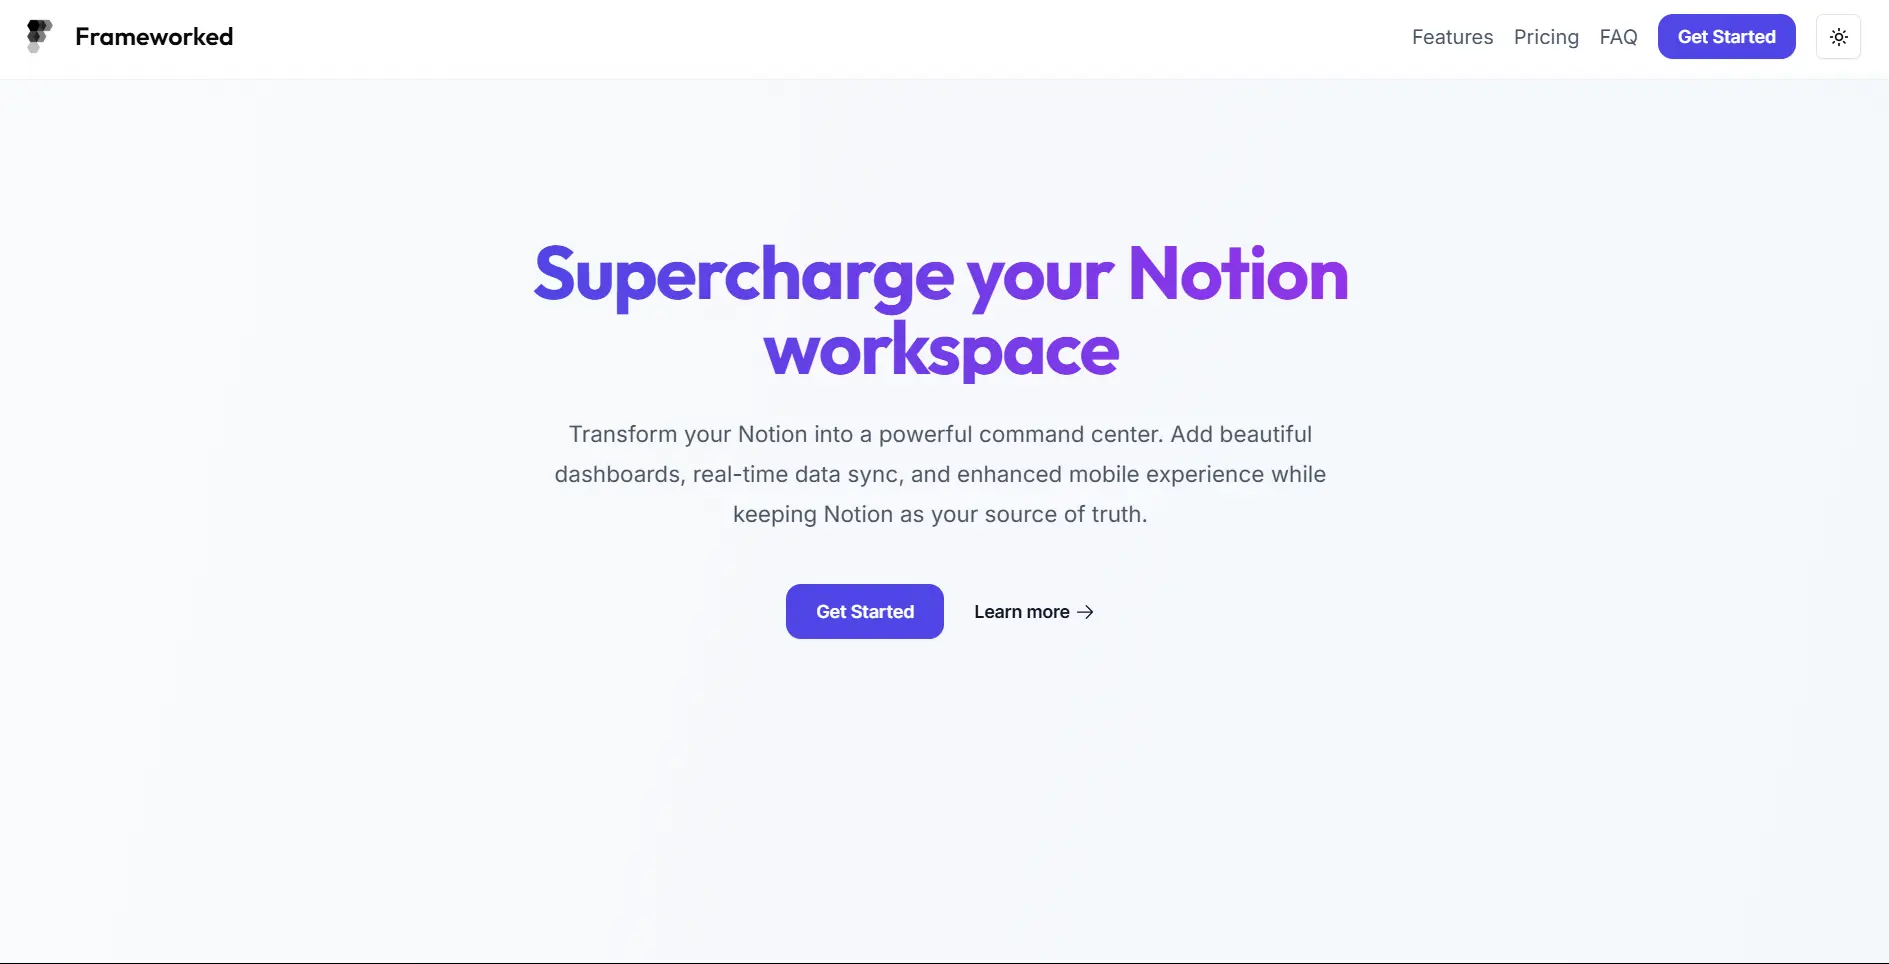 Frameworked
Features
Pricing
FAQ
Get Started
Supercharge your Notion
workspace
Transform your Notion into a powerful command center. Add beautiful
dashboards, real-time data sync, and enhanced mobile experience while
keeping Notion as your source of truth.
Get Started
Learn more →